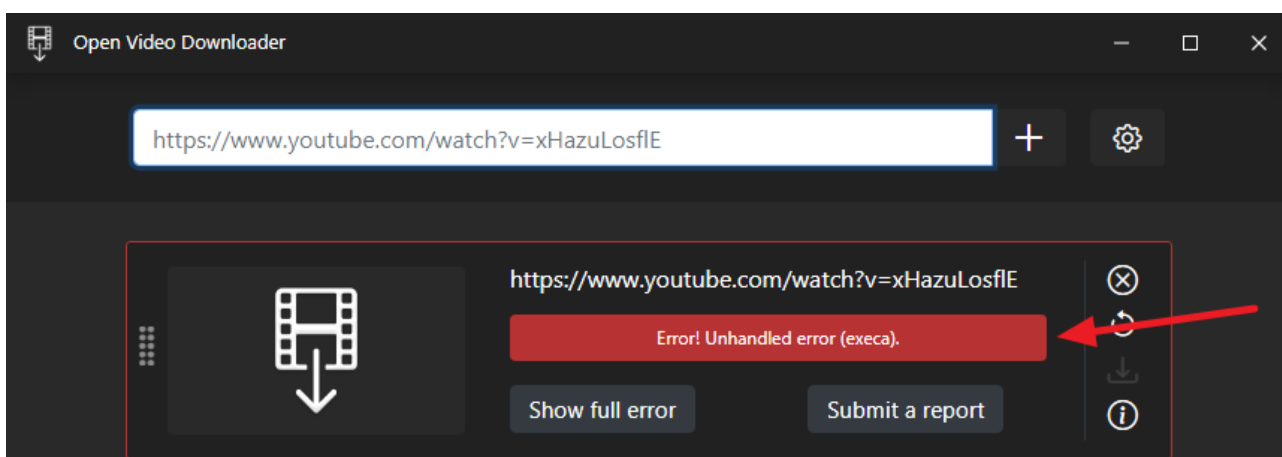 Open Video Downloader
https://www.youtube.com/watch?v=xHazuLosflE
https://www.youtube.com/watch?v=xHazuLosflE
Error! Unhandled error (execa).
Show full error Submit a report